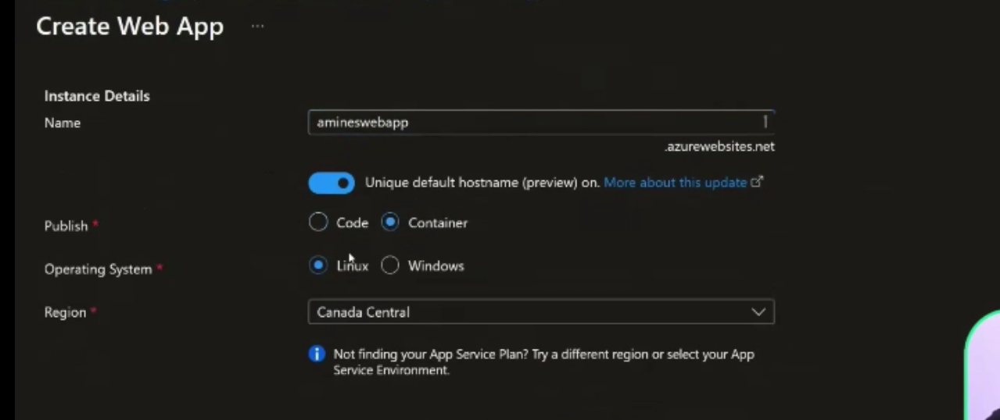 Create Web App ...
Instance Details
Name
amineswebapp
.azurewebsites.net
Unique default hostname (preview) on. More about this update
Publish *
Code
Container
Operating System *
Linux
Windows
Region *
Canada Central
Not finding your App Service Plan? Try a different region or select your App
Service Environment.